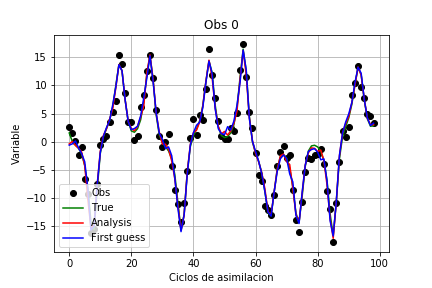 Obs 0
Variable
15
10
5
0
−5
−10
−15
Obs
True
Analysis
First guess
0 20 40 60 80 100
Ciclos de asimilacion